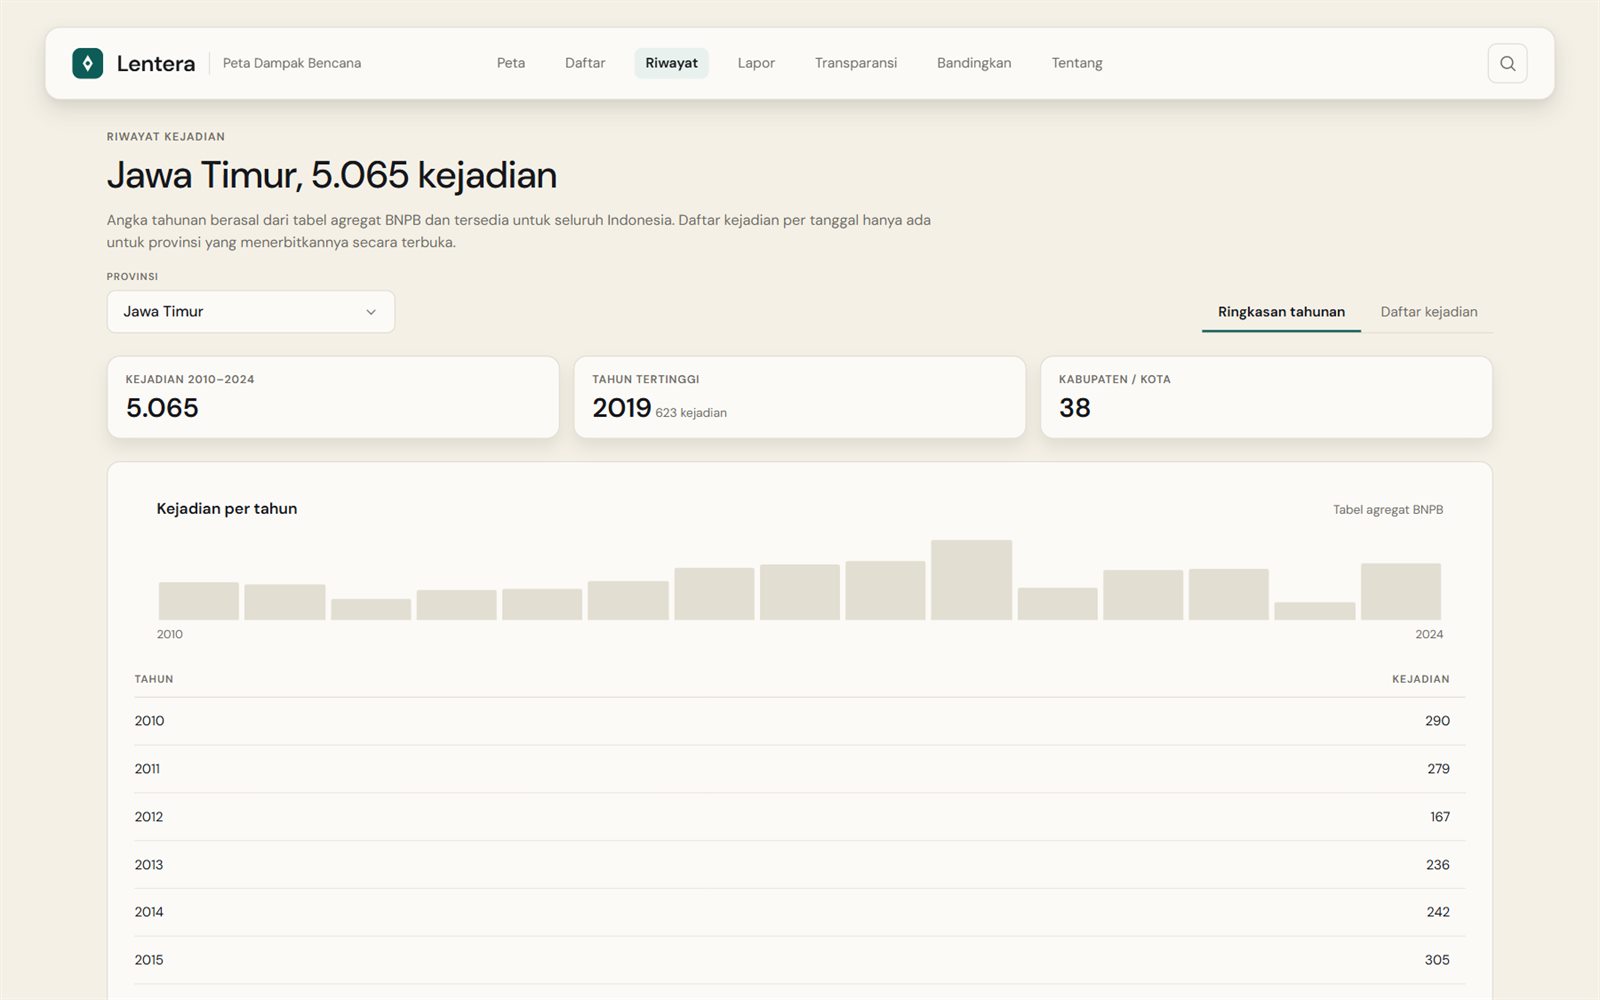 Lentera
Peta Dampak Bencana
Peta
Daftar
Riwayat
Lapor
Transparansi
Bandingkan
Tentang
RIWAYAT KEJADIAN
Jawa Timur, 5.065 kejadian
Angka tahunan berasal dari tabel agregat BNPB dan tersedia untuk seluruh Indonesia. Daftar kejadian per tanggal hanya ada
untuk provinsi yang menerbitkannya secara terbuka.
PROVINSI
Jawa Timur
Ringkasan tahunan
Daftar kejadian
KEJADIAN 2010–2024
5.065
TAHUN TERTINGGI
2019 623 kejadian
KABUPATEN / KOTA
38
Kejadian per tahun
Tabel agregat BNPB
2010
2024
TAHUN KEJADIAN
2010 290
2011 279
2012 167
2013 236
2014 242
2015 305